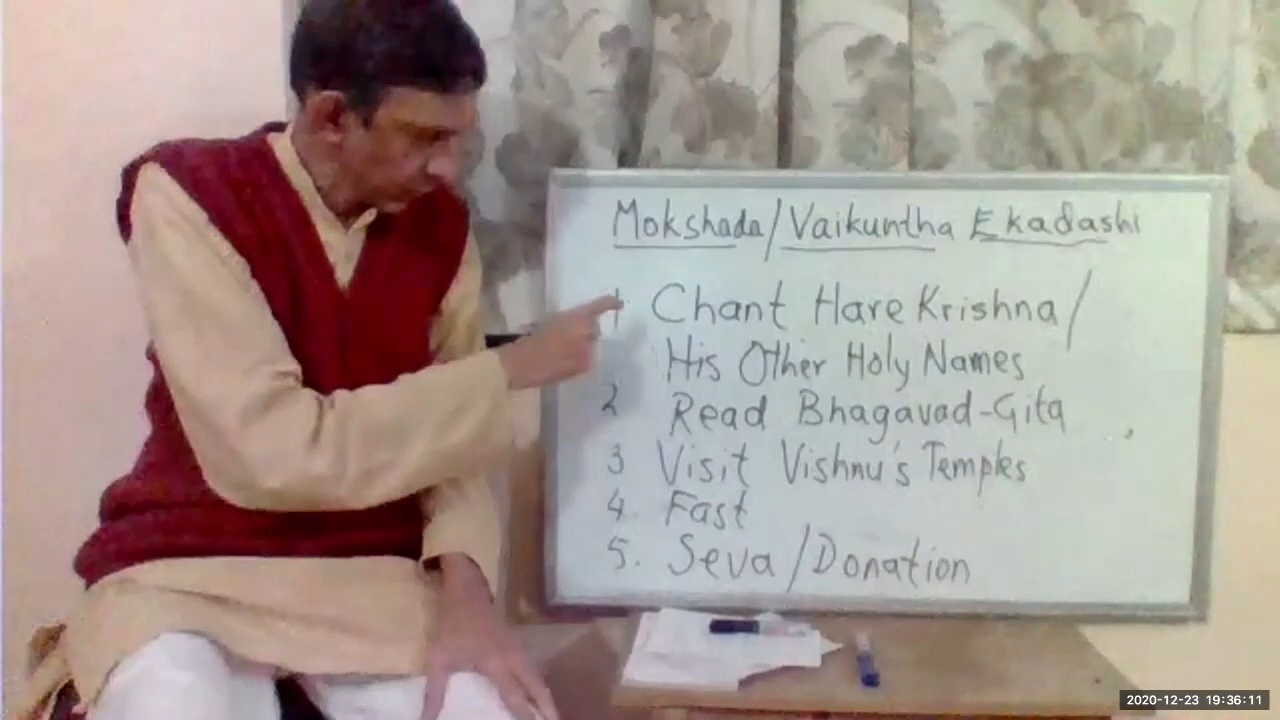 Mokshada/Vaikuntha Ekadashi
1 Chant Hare Krishna/
His Other Holy Names
2 Read Bhagavad-Gita
3 Visit Vishnu's Temples
4. Fast
5. Seva/Donation
2020-12-23 19:36:11